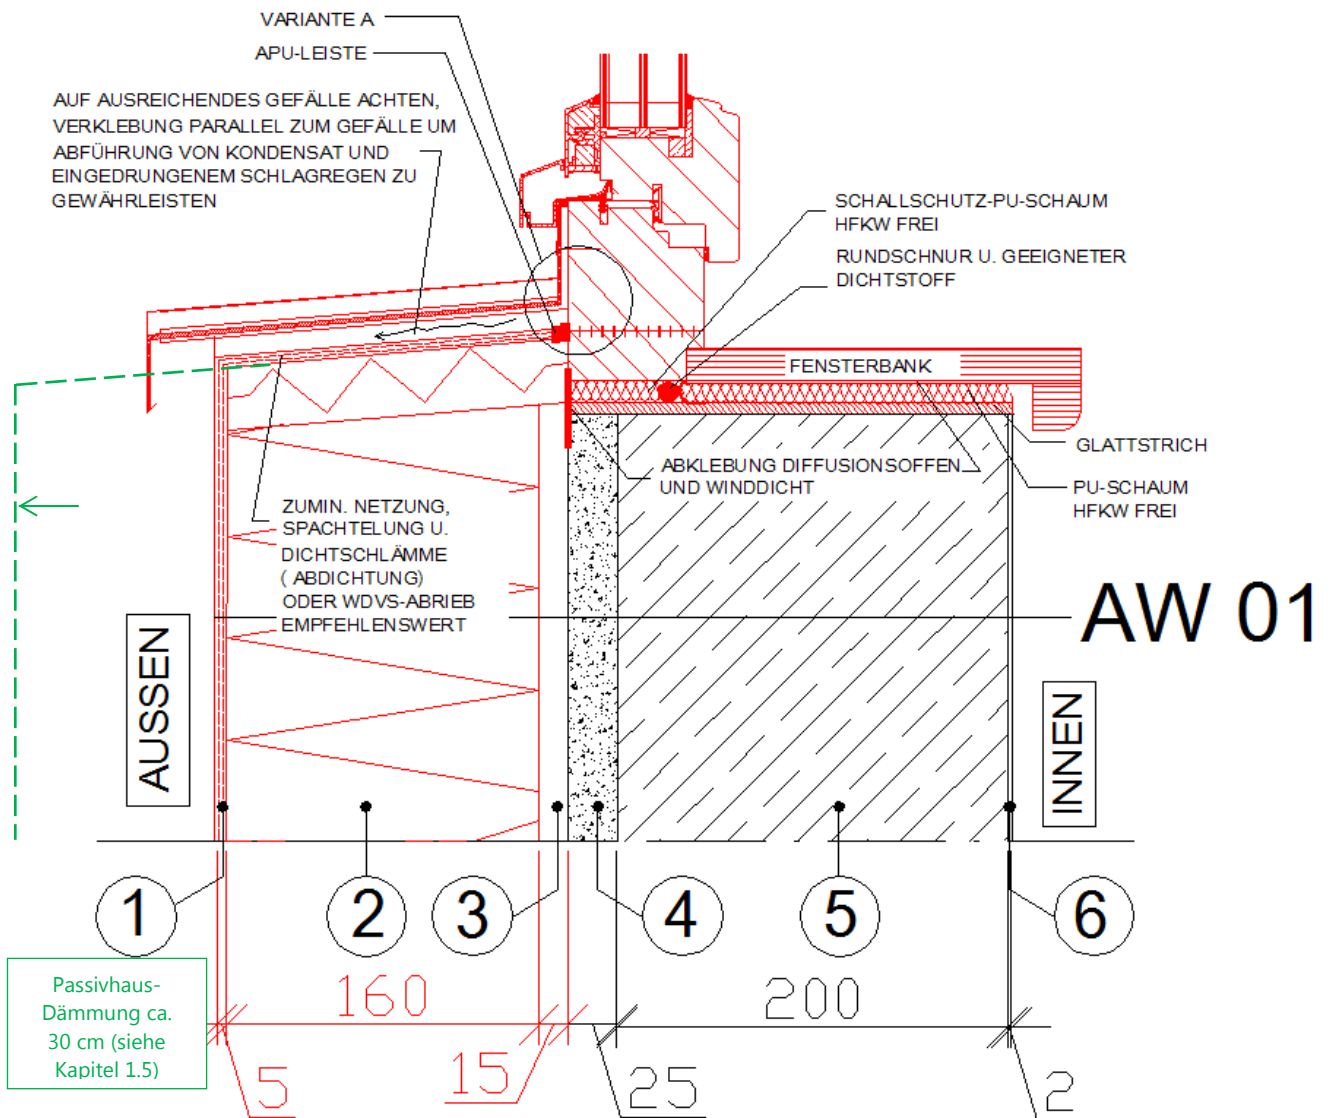 VARIANTE A
APU-LEISTE
AUF AUSREICHENDES GEFÄLLE ACHTEN,
VERKLEBUNG PARALLEL ZUM GEFÄLLE UM
ABFÜHRUNG VON KONDENSAT UND
EINGEDRUNGENEM SCHLAGREGEN ZU
GEWÄHRLEISTEN
SCHALLSCHUTZ-PU-SCHAUM
HFKW FREI
RUNDSCHNUR U. GEEIGNETER
DICHTSTOFF
FENSTERBANK
GLATTSTRICH
ABKLEBUNG DIFFUSIONSOFFEN
UND WINDDICHT
PU-SCHAUM
HFKW FREI
ZUMIN. NETZUNG,
SPACHTELUNG U.
DICHTSCHLÄMME
( ABDICHTUNG)
ODER WDVS-ABRIEB
EMPFEHLENSWERT
AW 01
AUSSEN
INNEN
1 2 3 4 5 6
Passivhaus-
Dämmung ca.
30 cm (siehe
Kapitel 1.5)
160 200
5 15 25 2